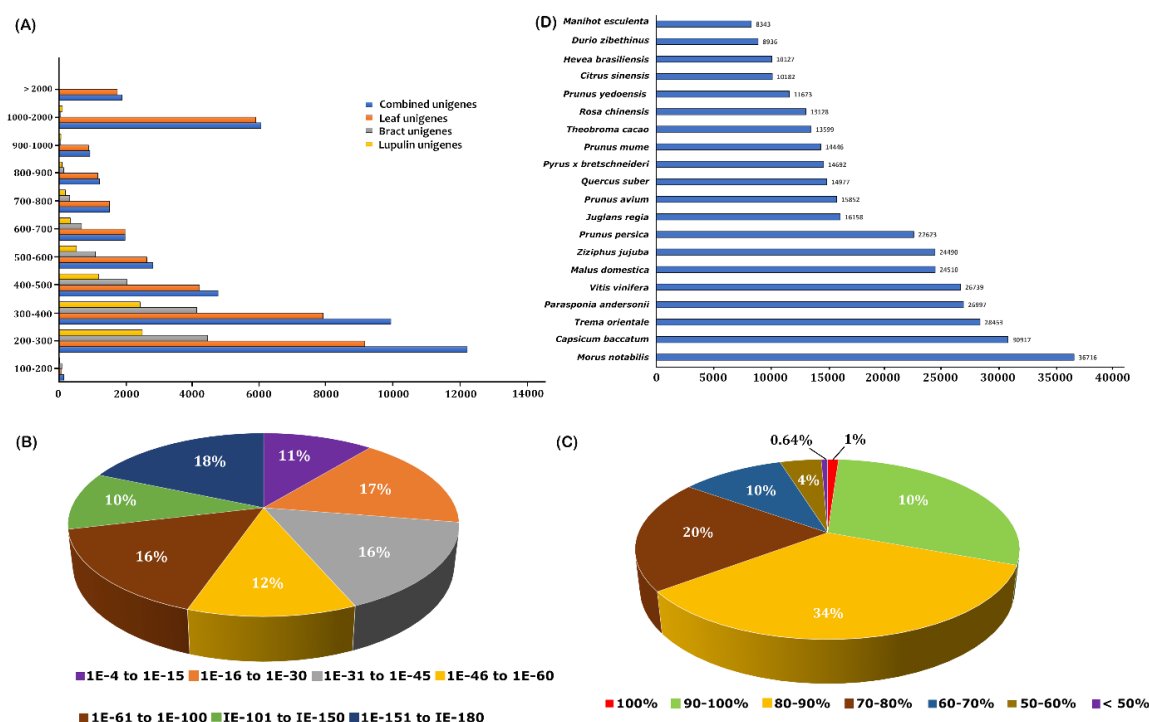 (A)
> 2000
1000-2000
900-1000
800-900
700-800
600-700
500-600
400-500
300-400
200-300
100-200
0 2000 4000 6000 8000 10000 12000 14000
Combined unigenes
Leaf unigenes
Bract unigenes
Lupulin unigenes
(D)
Manihot esculenta 8343
Durio zibethinus 8936
Hevea brasiliensis 10127
Citrus sinensis 10182
Prunus yedoensis 11673
Rosa chinensis 13128
Theobroma cacao 13599
Prunus mume 14446
Pyrus x bretschneideri 14692
Quercus suber 14977
Prunus avium 15852
Juglans regia 16158
Prunus persica 22623
Ziziphus jujuba 24490
Malus domestica 24510
Vitis vinifera 26739
Parasponia andersonii 26997
Trema orientale 28453
Capsicum baccatum 30917
Morus notabilis 36716
0 5000 10000 15000 20000 25000 30000 35000 40000
(B)
11%
17%
16%
12%
16%
10%
18%
1E-4 to 1E-15 1E-16 to 1E-30 1E-31 to 1E-45 1E-46 to 1E-60
1E-61 to 1E-100 IE-101 to IE-150 1E-151 to IE-180
(C)
0.64% 1%
10%
34%
20%
10%
4%
100% 90-100% 80-90% 70-80% 60-70% 50-60% < 50%